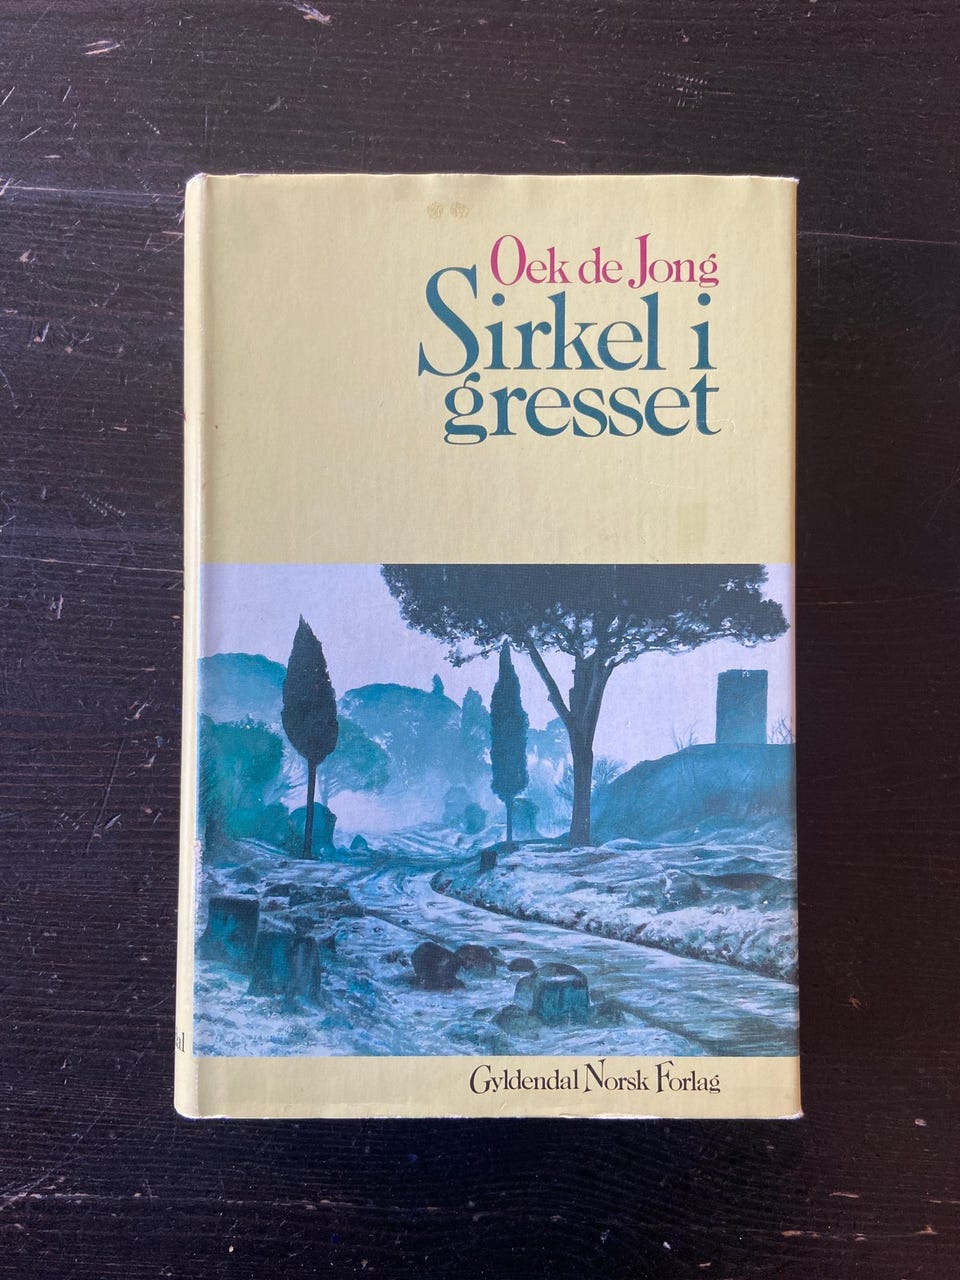 Oek de Jong
Sirkel i
gresset
Gyldendal Norsk Forlag